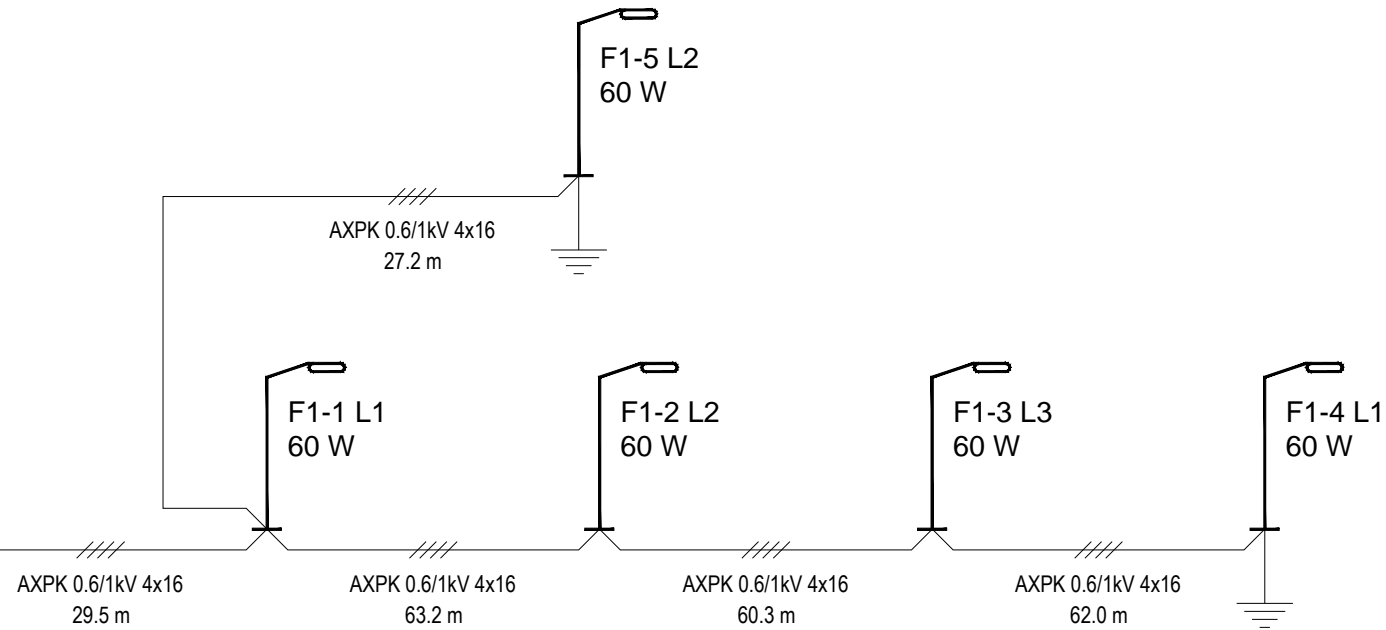 F1-5 L2
60 W
AXPK 0.6/1kV 4x16
27.2 m
F1-1 L1
60 W
F1-2 L2
60 W
F1-3 L3
60 W
F1-4 L1
60 W
AXPK 0.6/1kV 4x16
29.5 m
AXPK 0.6/1kV 4x16
63.2 m
AXPK 0.6/1kV 4x16
60.3 m
AXPK 0.6/1kV 4x16
62.0 m